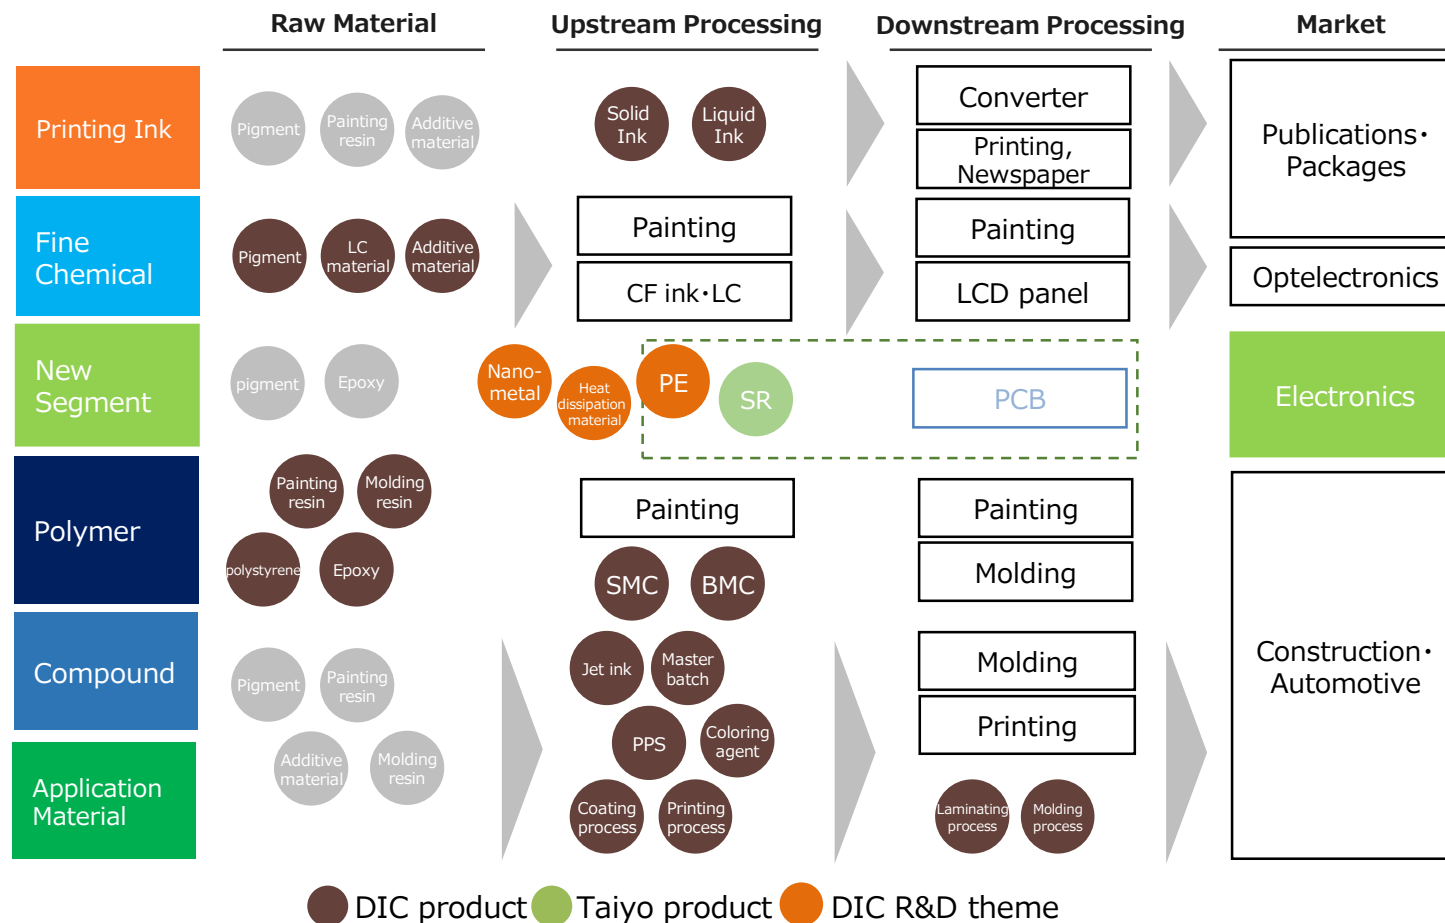 Raw Material
Upstream Processing
Downstream Processing
Market
Printing Ink
Pigment
Painting
resin
Additive
material
Solid
Ink
Liquid
Ink
Converter
Printing,
Newspaper
Publications・
Packages
Fine
Chemical
Pigment
LC
material
Additive
material
Painting
CF ink・LC
Painting
LCD panel
Optelectronics
New
Segment
pigment
Epoxy
Nano-
metal
Heat
dissipation
material
PE
SR
PCB
Electronics
Polymer
Painting
resin
Molding
resin
polystyrene
Epoxy
Painting
SMC
BMC
Painting
Molding
Construction・
Automotive
Compound
Pigment
Painting
resin
Jet ink
Master
batch
PPS
Coloring
agent
Molding
Printing
Application
Material
Additive
material
Molding
resin
Coating
process
Printing
process
Laminating
process
Molding
process
DIC product
Taiyo product
DIC R&D theme